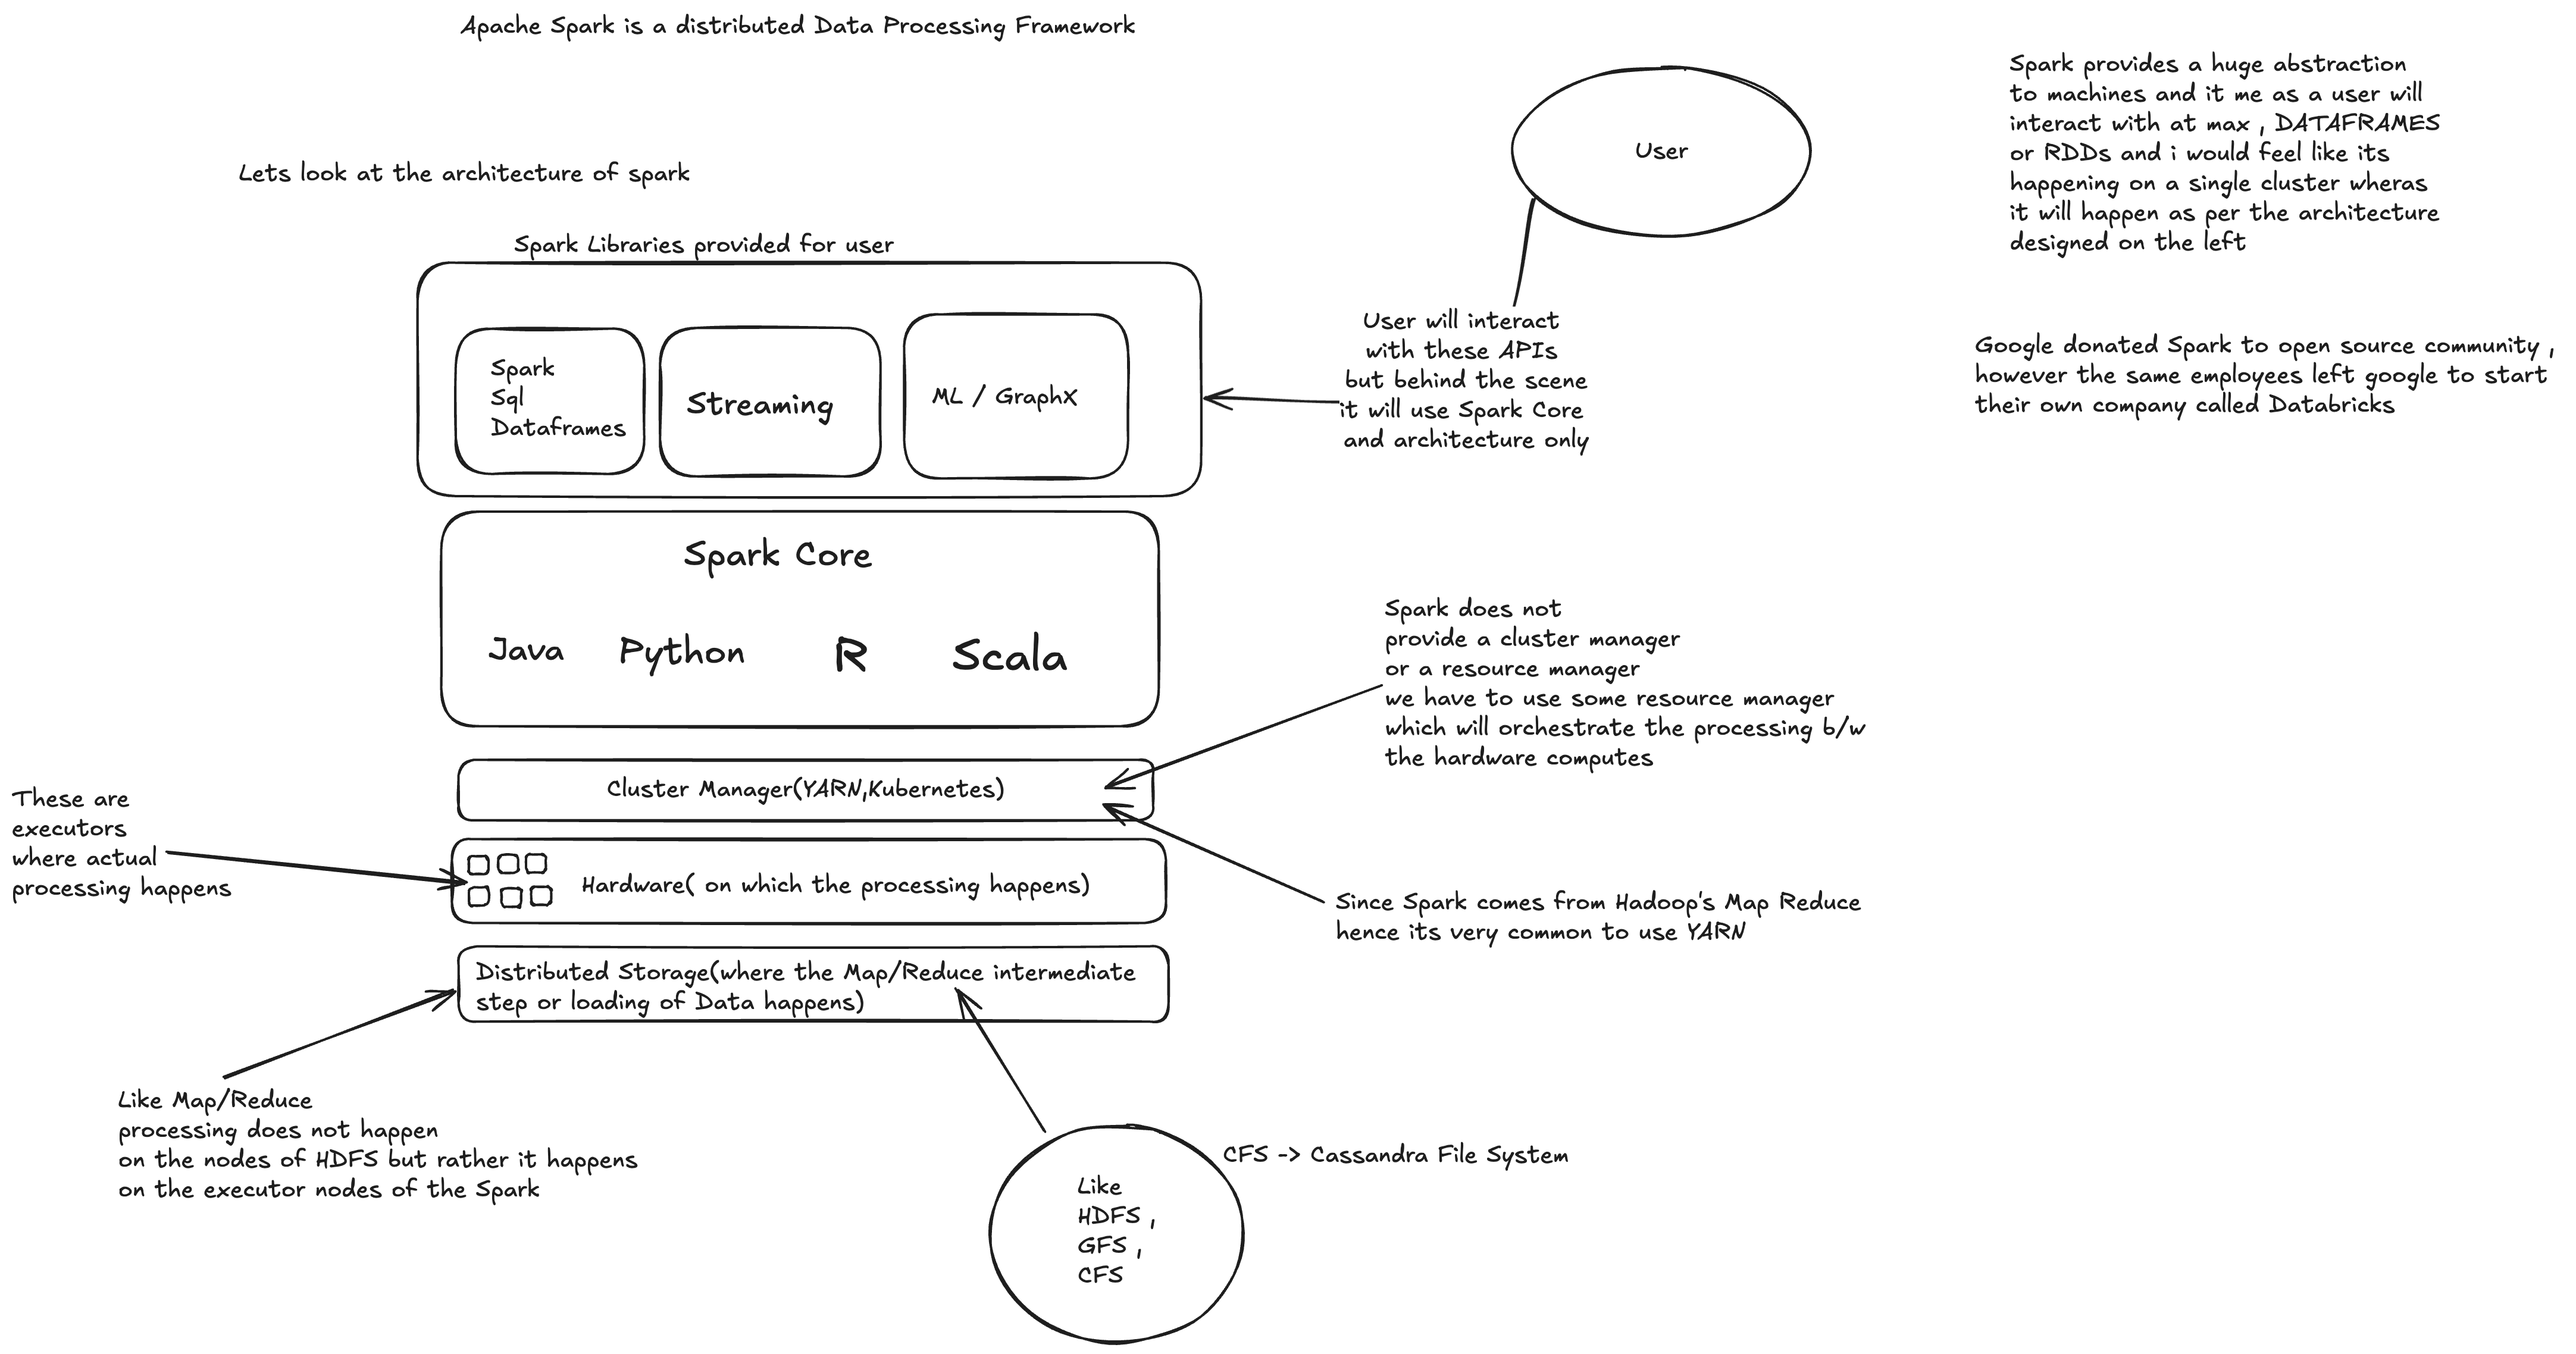 Apache Spark is a distributed Data Processing Framework
Lets look at the architecture of spark
Spark Libraries provided for user
Spark
Sql
Dataframes
Streaming
ML / GraphX
User
User will interact
with these APIs
but behind the scene
it will use Spark Core
and architecture only
Spark provides a huge abstraction
to machines and it me as a user will
interact with at max , DATAFRAMES
or RDDs and i would feel like its
happening on a single cluster wheras
it will happen as per the architecture
designed on the left
Google donated Spark to open source community ,
however the same employees left google to start
their own company called Databricks
Spark Core
Java
Python
R
Scala
Spark does not
provide a cluster manager
or a resource manager
we have to use some resource manager
which will orchestrate the processing b/w
the hardware computes
Cluster Manager(YARN,Kubernetes)
These are
executors
where actual
processing happens
Hardware( on which the processing happens)
Since Spark comes from Hadoop's Map Reduce
hence its very common to use YARN
Distributed Storage(where the Map/Reduce intermediate
step or loading of Data happens)
Like Map/Reduce
processing does not happen
on the nodes of HDFS but rather it happens
on the executor nodes of the Spark
CFS -> Cassandra File System
Like
HDFS ,
GFS ,
CFS